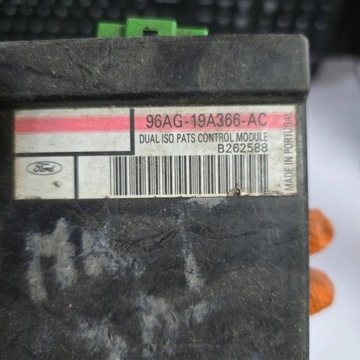 96AG-19A366-AC
DUAL ISO PATS CONTROL MODULE
B262588
Ford
MADE IN PORTUGAL